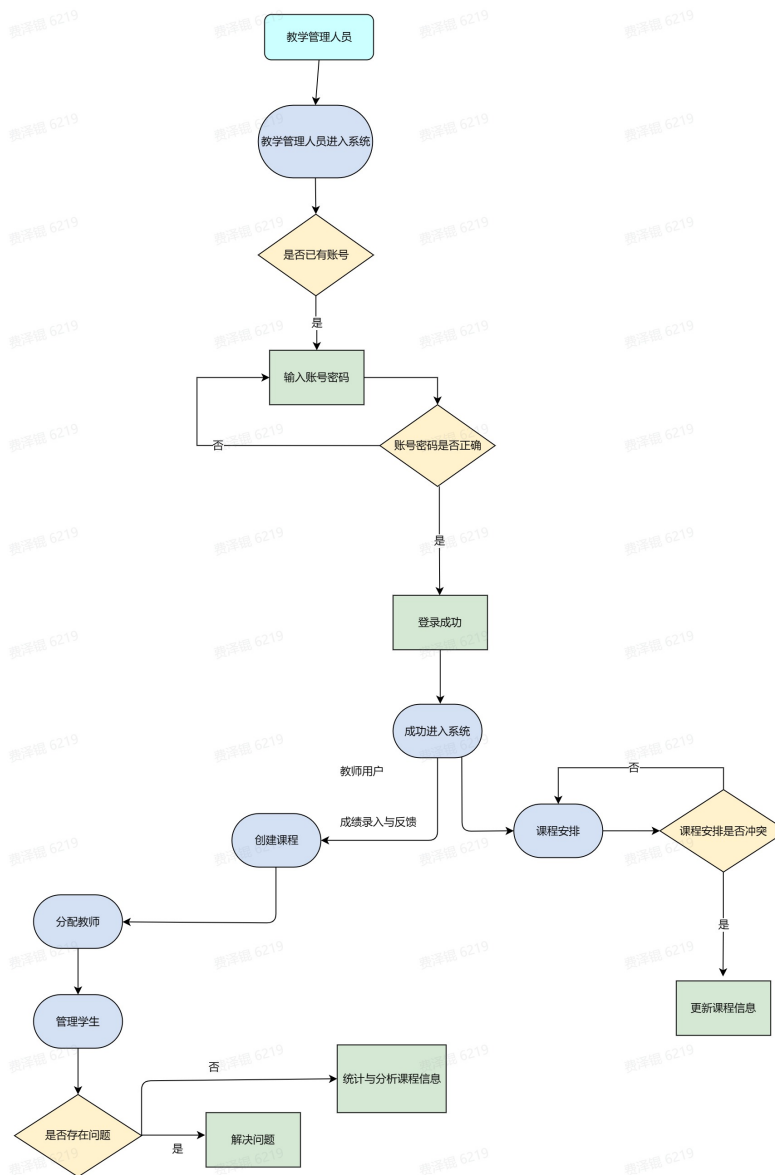 教学管理人员
教学管理人员进入系统
是否已有账号
是
输入账号密码
否
账号密码是否正确
是
登录成功
成功进入系统
教师用户
否
成绩录入与反馈
创建课程
课程安排
课程安排是否冲突
分配教师
是
管理学生
更新课程信息
否
统计与分析课程信息
是否存在问题
是
解决问题